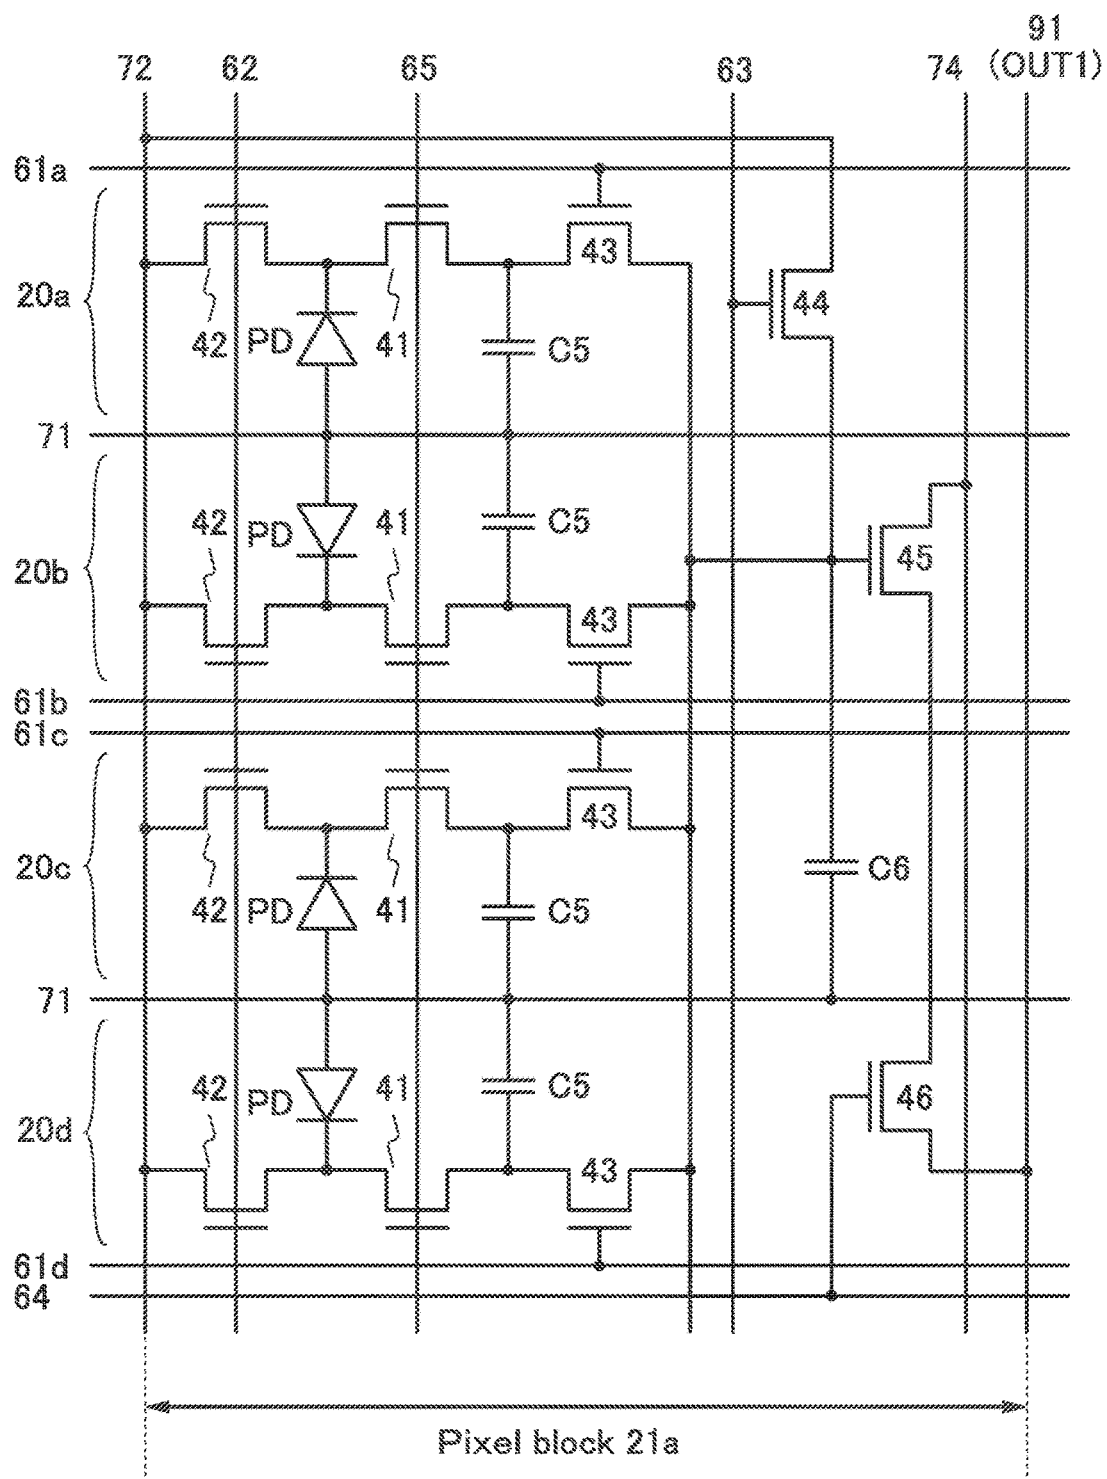 91
72 62 65 63 74 (OUT1)
61a
43
20a
44
42 PD 41 C5
71
42 PD 41 C5
45
20b
43
61b
61c
43
20c
C6
42 PD 41 C5
71
42 PD 41 C5
46
20d
43
61d
64
Pixel block 21a